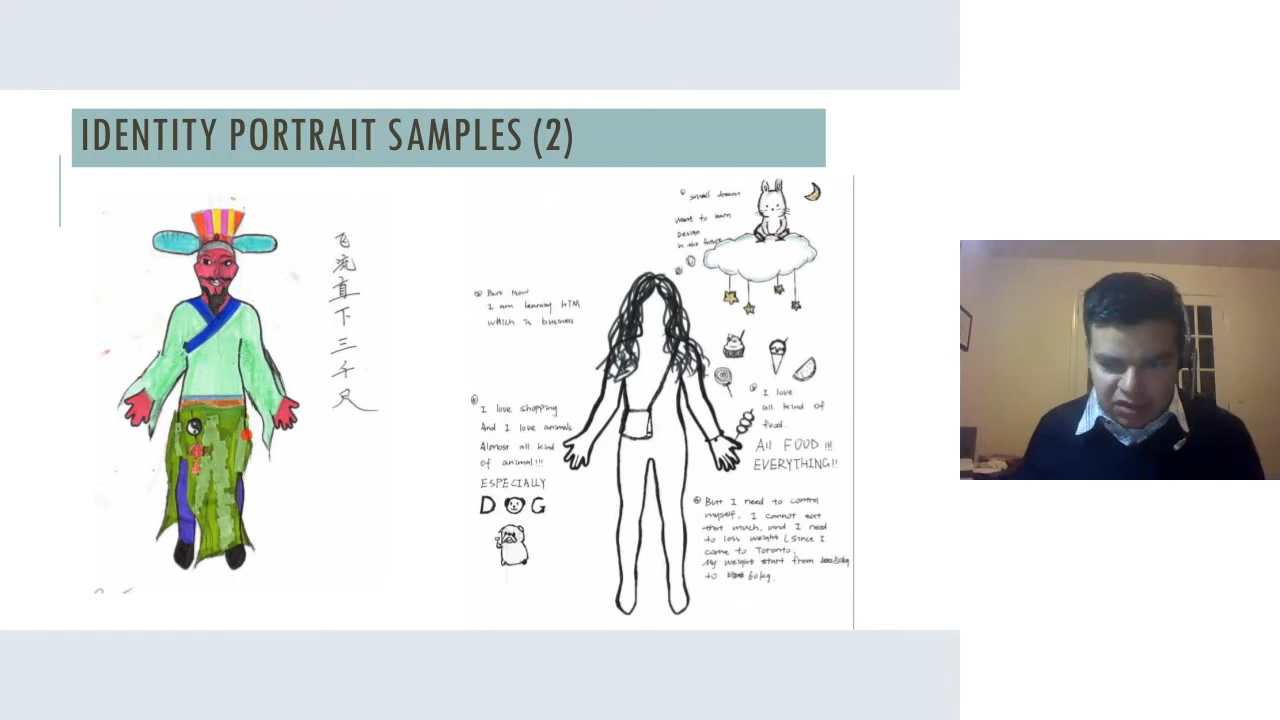 IDENTITY PORTRAIT SAMPLES (2)
飞流直下三千尺
small dream
want to learn
Design
in the future
But Now
I am learning HTM
which is business
I love shopping
And I love animals
Almost all kind
of animal!!!
ESPECIALLY
DOG
I love
all kind of
food.
All FOOD!!!
EVERYTHING!!
But I need to control
myself. I cannot eat
that much, and I need
to loss weight (Since I
come to Toronto.
My weight start from
to 60kg.